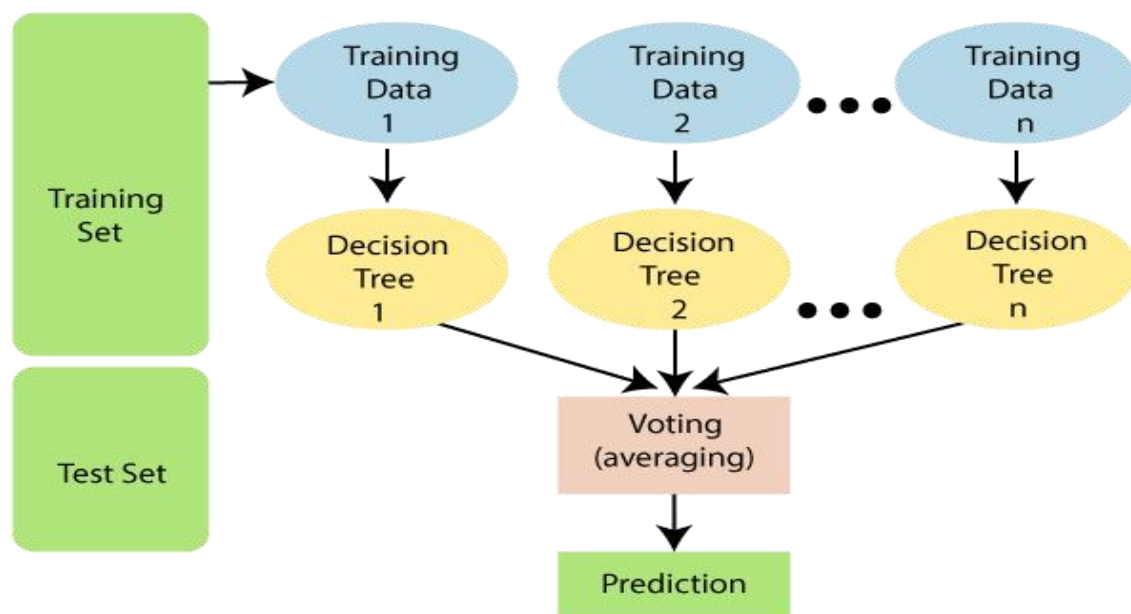 Training
Data
1
Training
Data
2
Training
Data
n
Training
Set
Decision
Tree
1
Decision
Tree
2
Decision
Tree
n
Voting
(averaging)
Test Set
Prediction